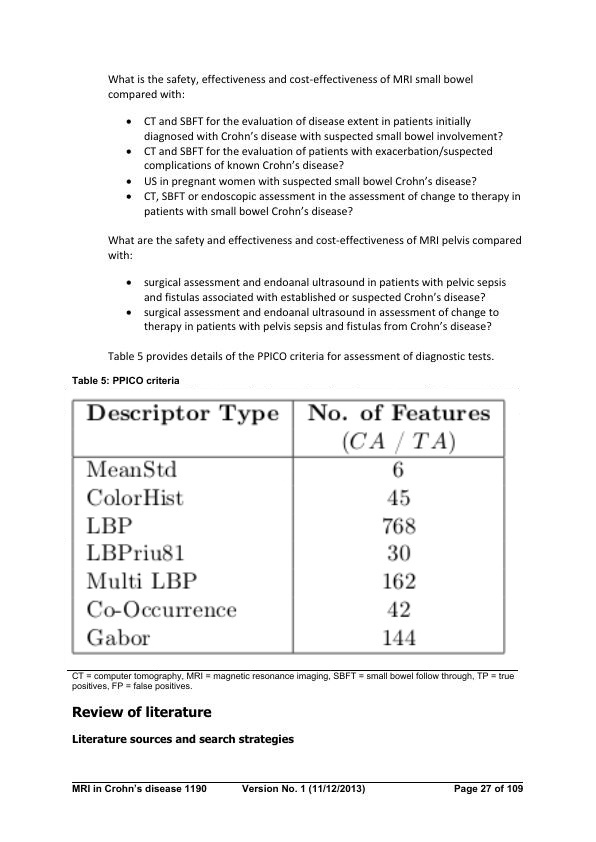 What is the safety, effectiveness and cost-effectiveness of MRI small bowel
compared with:
• CT and SBFT for the evaluation of disease extent in patients initially
diagnosed with Crohn's disease with suspected small bowel involvement?
• CT and SBFT for the evaluation of patients with exacerbation/suspected
complications of known Crohn's disease?
• US in pregnant women with suspected small bowel Crohn's disease?
• CT, SBFT or endoscopic assessment in the assessment of change to therapy in
patients with small bowel Crohn's disease?
What are the safety and effectiveness and cost-effectiveness of MRI pelvis compared
with:
• surgical assessment and endoanal ultrasound in patients with pelvic sepsis
and fistulas associated with established or suspected Crohn's disease?
• surgical assessment and endoanal ultrasound in assessment of change to
therapy in patients with pelvis sepsis and fistulas from Crohn's disease?
Table 5 provides details of the PPICO criteria for assessment of diagnostic tests.
Table 5: PPICO criteria
Descriptor Type No. of Features
(CA / TA)
MeanStd 6
ColorHist 45
LBP 768
LBPriu81 30
Multi LBP 162
Co-Occurrence 42
Gabor 144
CT = computer tomography, MRI = magnetic resonance imaging, SBFT = small bowel follow through, TP = true
positives, FP = false positives.
Review of literature
Literature sources and search strategies
MRI in Crohn's disease 1190 Version No. 1 (11/12/2013) Page 27 of 109